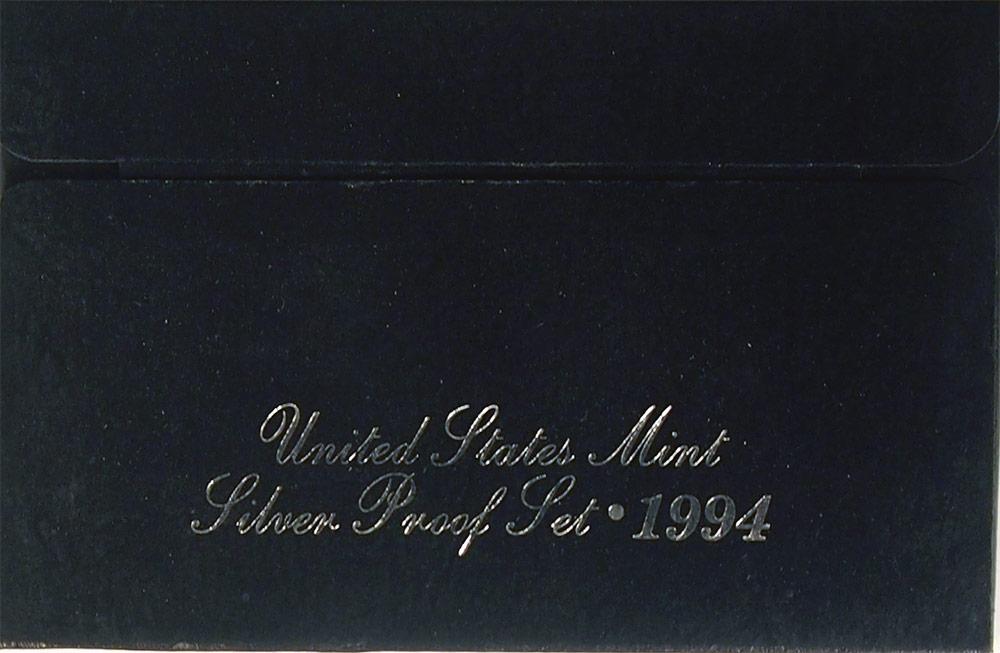 United States Mint
Silver Proof Set • 1994